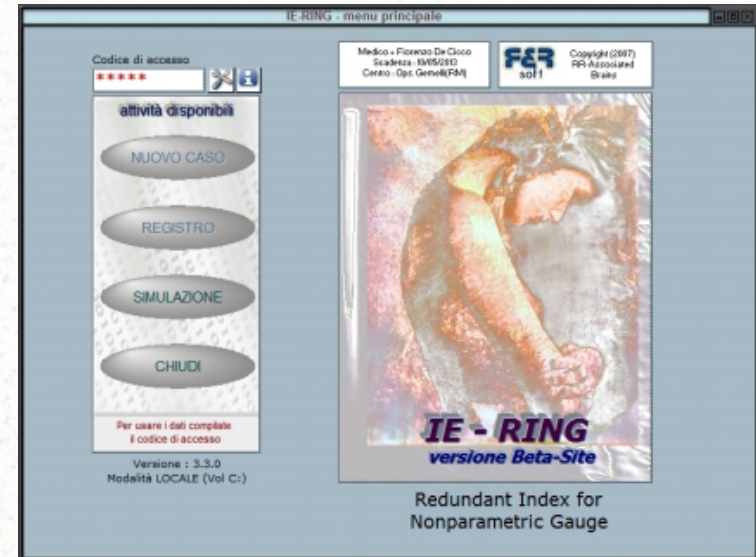 IE-RING - menu principale
Codice di accesso
*****
attività disponibili
NUOVO CASO
REGISTRO
SIMULAZIONE
CHIUDI
Per usare i dati compilate
il codice di accesso
Versione : 3.3.0
Modalità LOCALE (Vol C:)
Medico = Fiorenzo De Cicco
Scadenza : 10/05/2013
Centro : Ops. Gemelli(RM)
F&R
soft
Copyright (2007)
RR-Associated
Brains
IE - RING
versione Beta-Site
Redundant Index for
Nonparametric Gauge